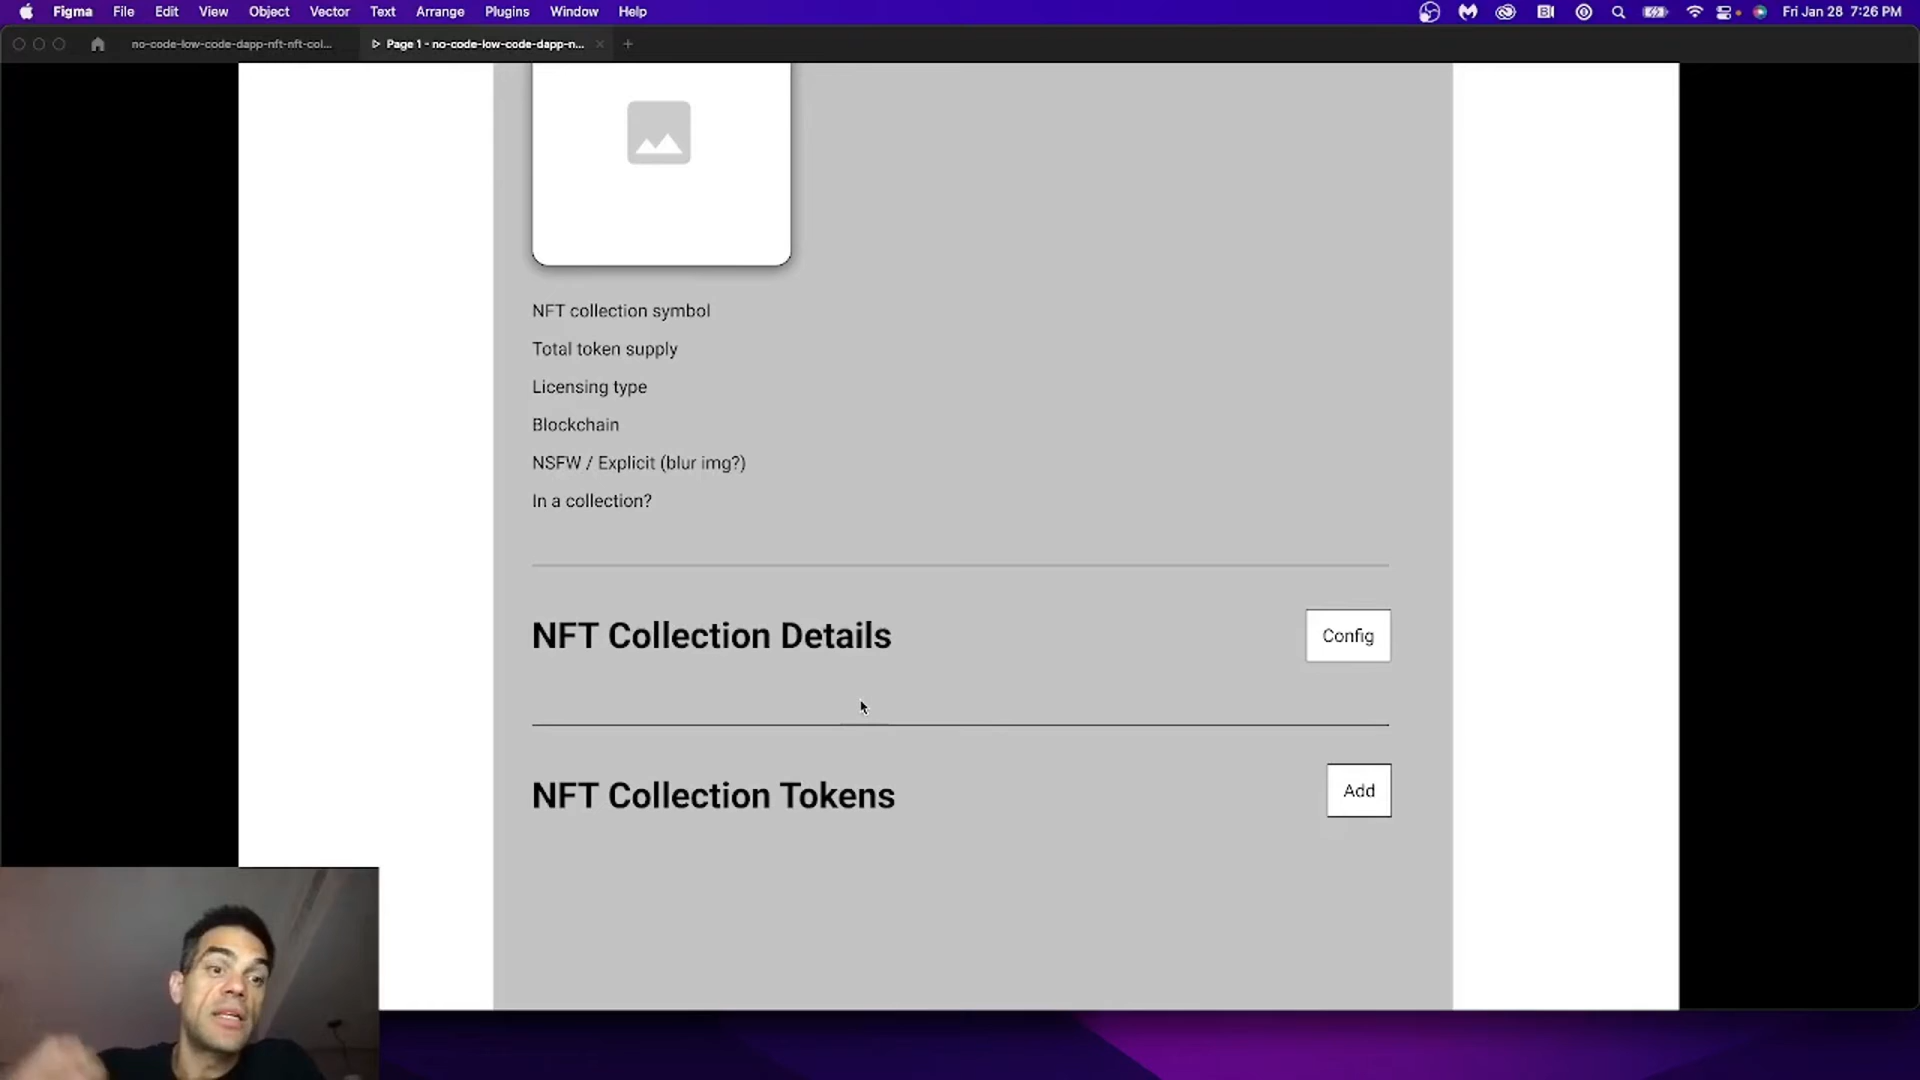 Figma File Edit View Object Vector Text Arrange Plugins Window Help Fri Jan 28 7:26 PM
no-code-low-code-dapp-nft-nft-col... Page 1 - no-code-low-code-dapp-n...
NFT collection symbol
Total token supply
Licensing type
Blockchain
NSFW / Explicit (blur img?)
In a collection?
NFT Collection Details
Config
NFT Collection Tokens
Add